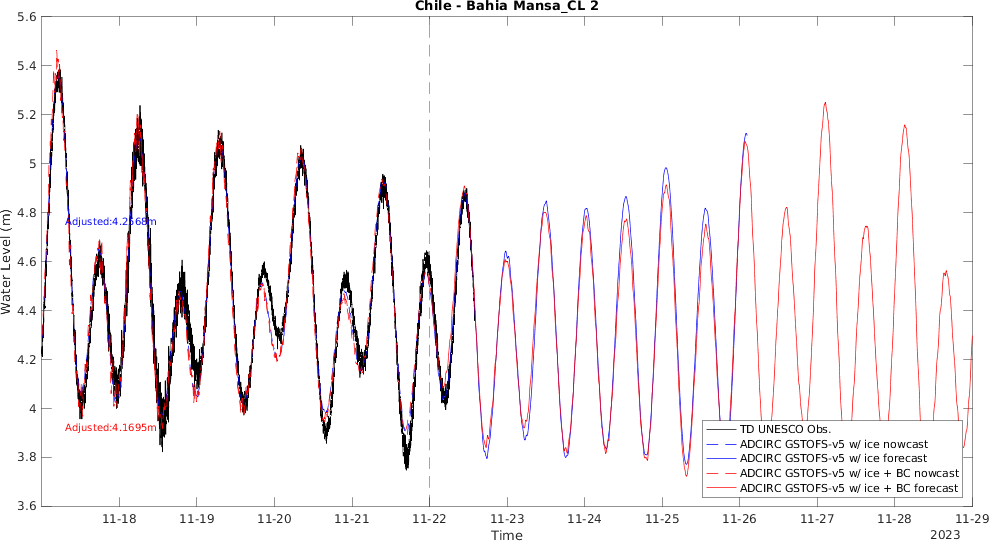 Chile - Bahia Mansa_CL 2
Water Level (m)
5.6
5.4
5.2
5
4.8
4.6
4.4
4.2
4
3.8
3.6
Adjusted:4.2568m
Adjusted:4.1695m
TD UNESCO Obs.
ADCIRC GSTOFS-v5 w/ ice nowcast
ADCIRC GSTOFS-v5 w/ ice forecast
ADCIRC GSTOFS-v5 w/ ice + BC nowcast
ADCIRC GSTOFS-v5 w/ ice + BC forecast
11-18 11-19 11-20 11-21 11-22 11-23 11-24 11-25 11-26 11-27 11-28 11-29
Time
2023